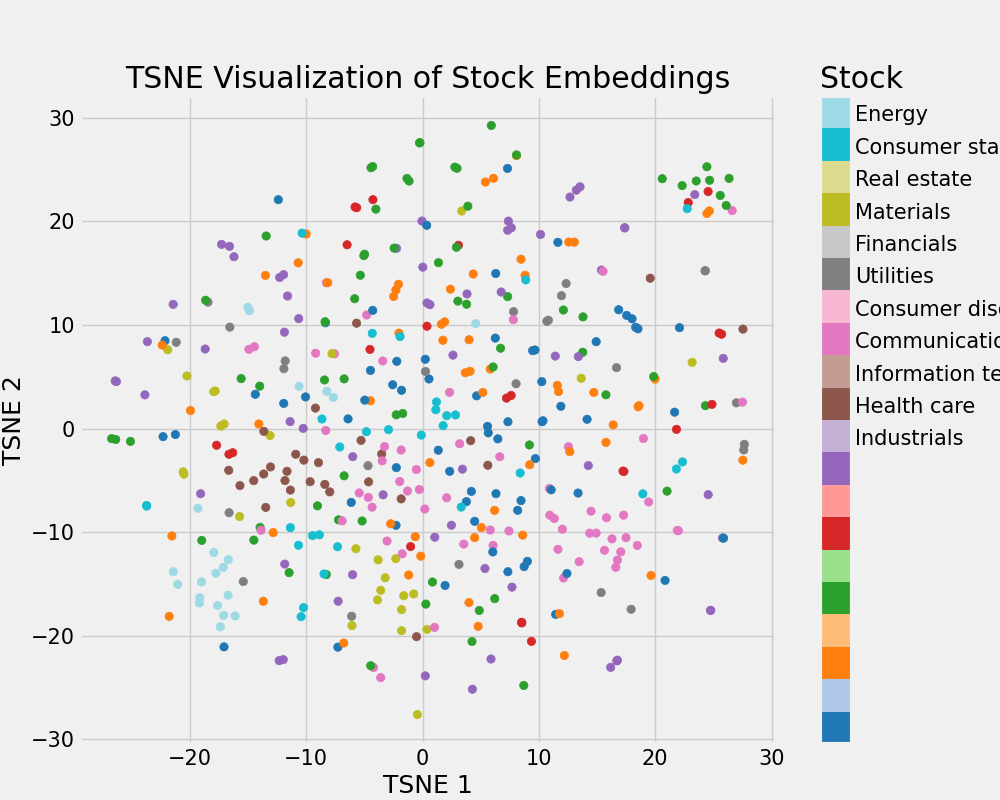 TSNE Visualization of Stock Embeddings
Stock
30
20
10
0
−10
−20
−30
TSNE 2
−20
−10
0
10
20
30
TSNE 1
Energy
Consumer sta
Real estate
Materials
Financials
Utilities
Consumer disc
Communicatio
Information te
Health care
Industrials